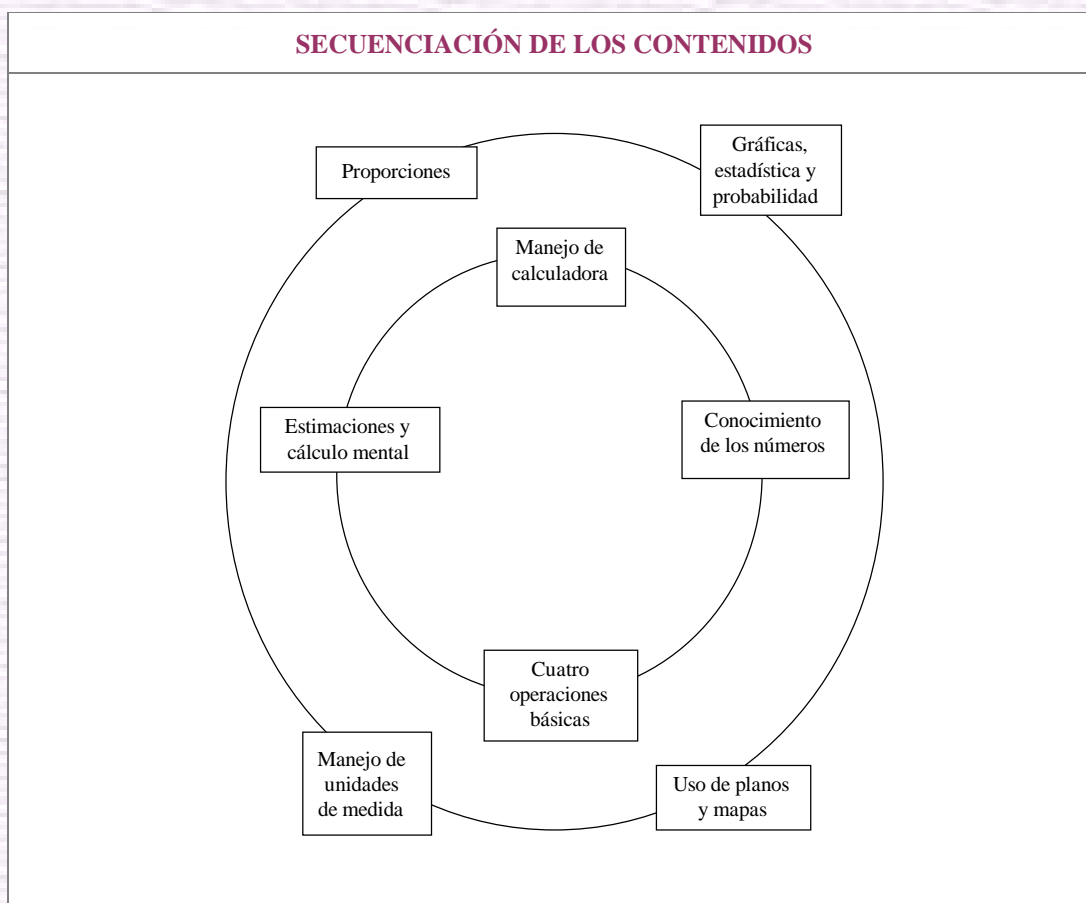 SECUENCIACIÓN DE LOS CONTENIDOS
Proporciones
Gráficas,
estadística y
probabilidad
Manejo de
calculadora
Estimaciones y
cálculo mental
Conocimiento
de los números
Cuatro
operaciones
básicas
Manejo de
unidades
de medida
Uso de planos
y mapas